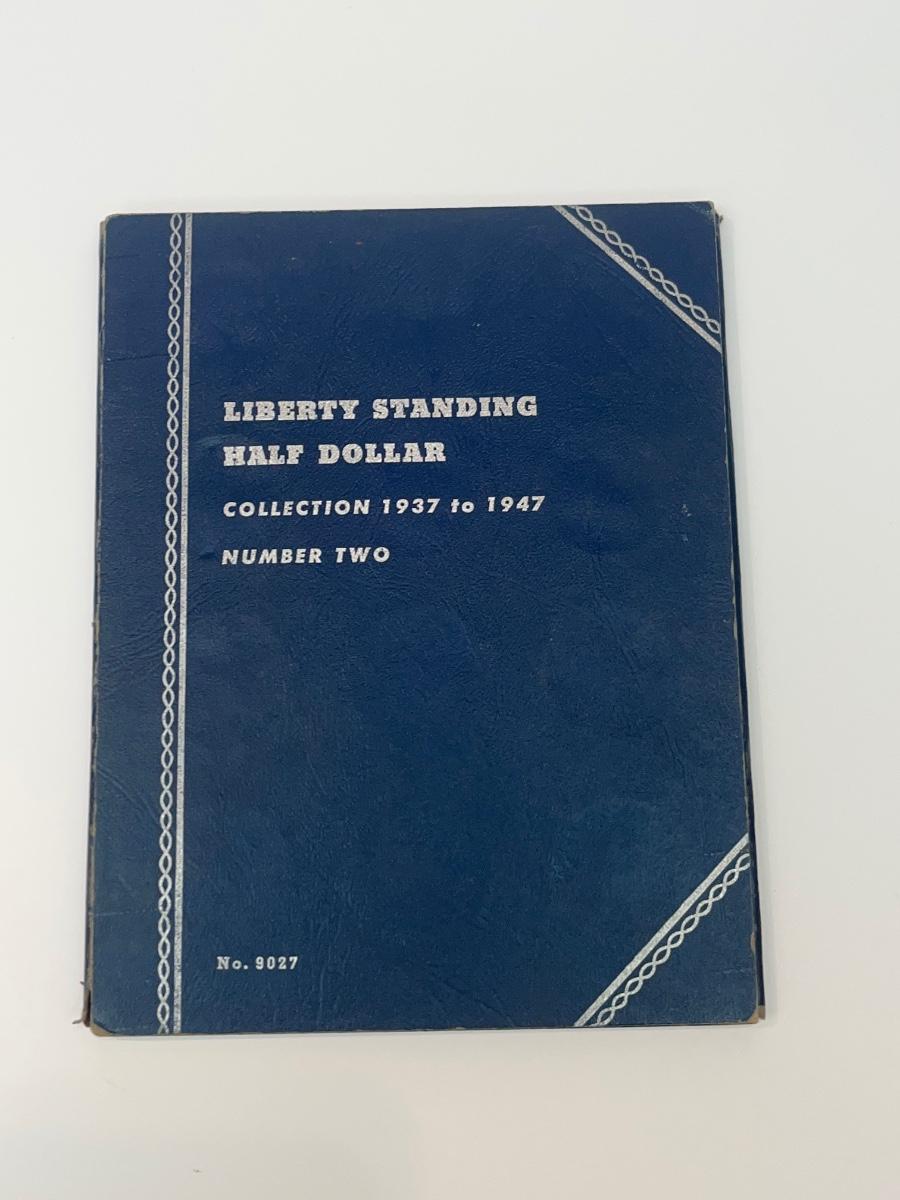 LIBERTY STANDING
HALF DOLLAR
COLLECTION 1937 to 1947
NUMBER TWO
No. 9027